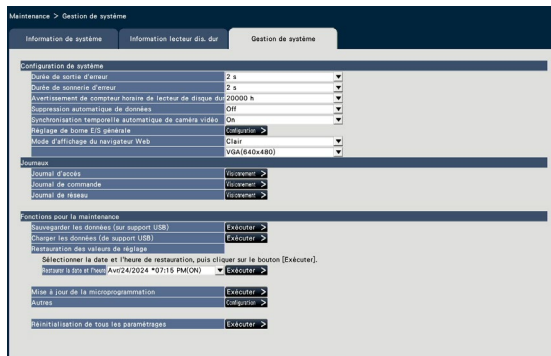 Maintenance > Gestion de système
Information de système Information lecteur dis. dur Gestion de système
Configuration de système
Durée de sortie d'erreur 2 s
Durée de sonnerie d'erreur 2 s
Avertissement de compteur horaire de lecteur de disque dur 20000 h
Suppression automatique de données Off
Synchronisation temporelle automatique de caméra vidéo On
Réglage de borne E/S générale Configuration >
Mode d'affichage du navigateur Web Clair
VGA(640x480)
Journaux
Journal d'accès Visionnement >
Journal de commande Visionnement >
Journal de réseau Visionnement >
Fonctions pour la maintenance
Sauvegarder les données (sur support USB) Exécuter >
Charger les données (de support USB) Exécuter >
Restauration des valeurs de réglage
Sélectionner la date et l'heure de restauration, puis cliquer sur le bouton [Exécuter].
Restaurer la date et l'heure Avr/24/2024 *07:15 PM(ON) Exécuter >
Mise à jour de la microprogrammation Exécuter >
Autres Configuration >
Réinitialisation de tous les paramétrages Exécuter >